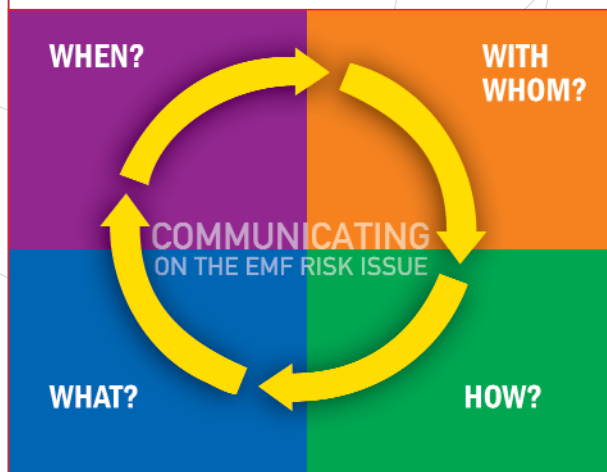 WHEN?
WITH
WHOM?
COMMUNICATING
ON THE EMF RISK ISSUE
WHAT?
HOW?